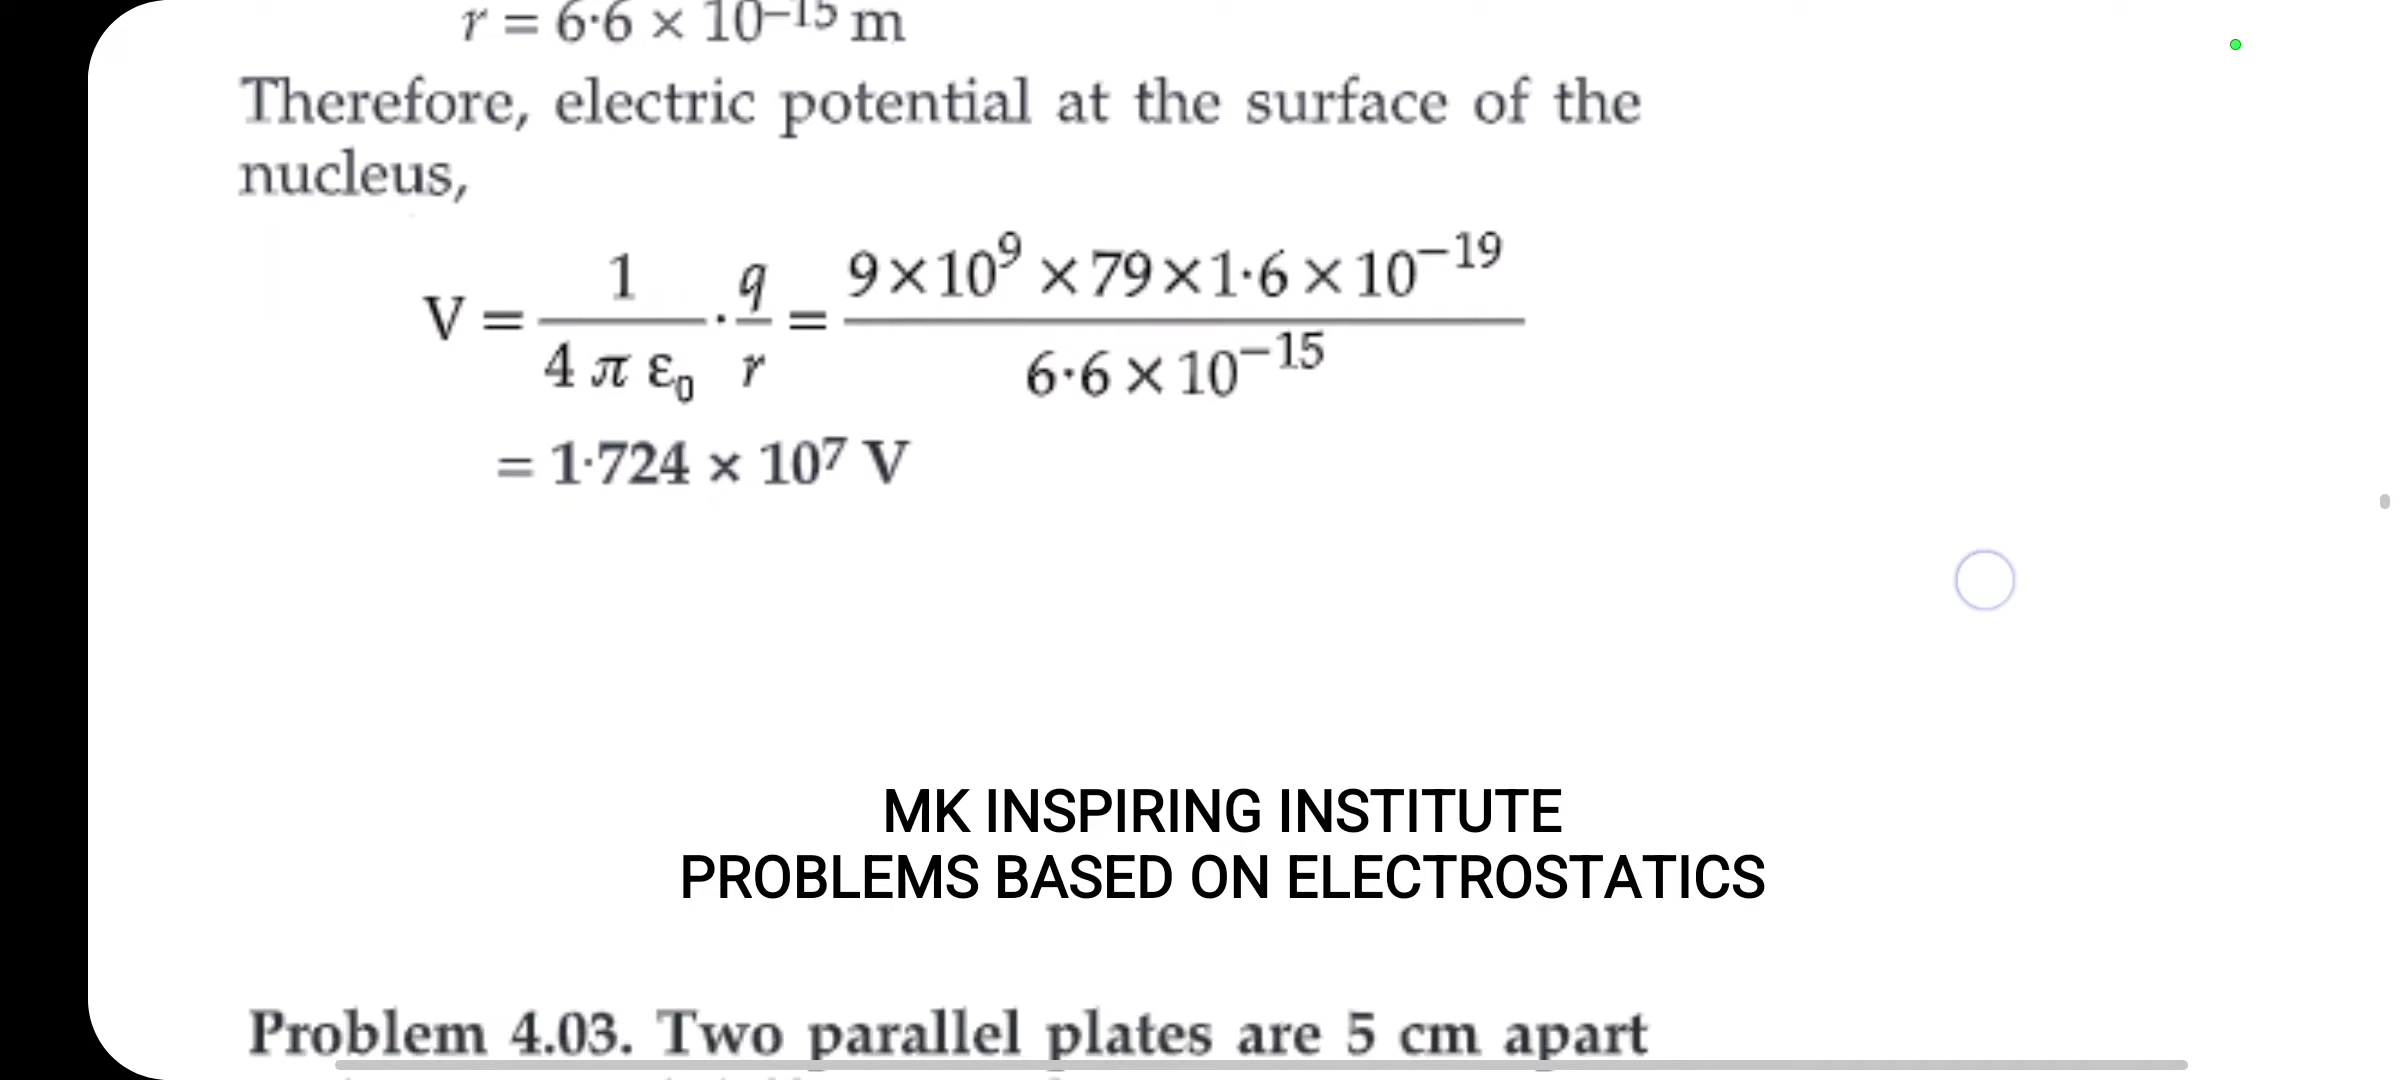 r = 6·6 × 10⁻¹⁵ m
Therefore, electric potential at the surface of the
nucleus,
V = 1/(4 π ε₀) · q/r = (9×10⁹ ×79×1·6×10⁻¹⁹)/(6·6×10⁻¹⁵)
= 1·724 × 10⁷ V
MK INSPIRING INSTITUTE
PROBLEMS BASED ON ELECTROSTATICS
Problem 4.03. Two parallel plates are 5 cm apart